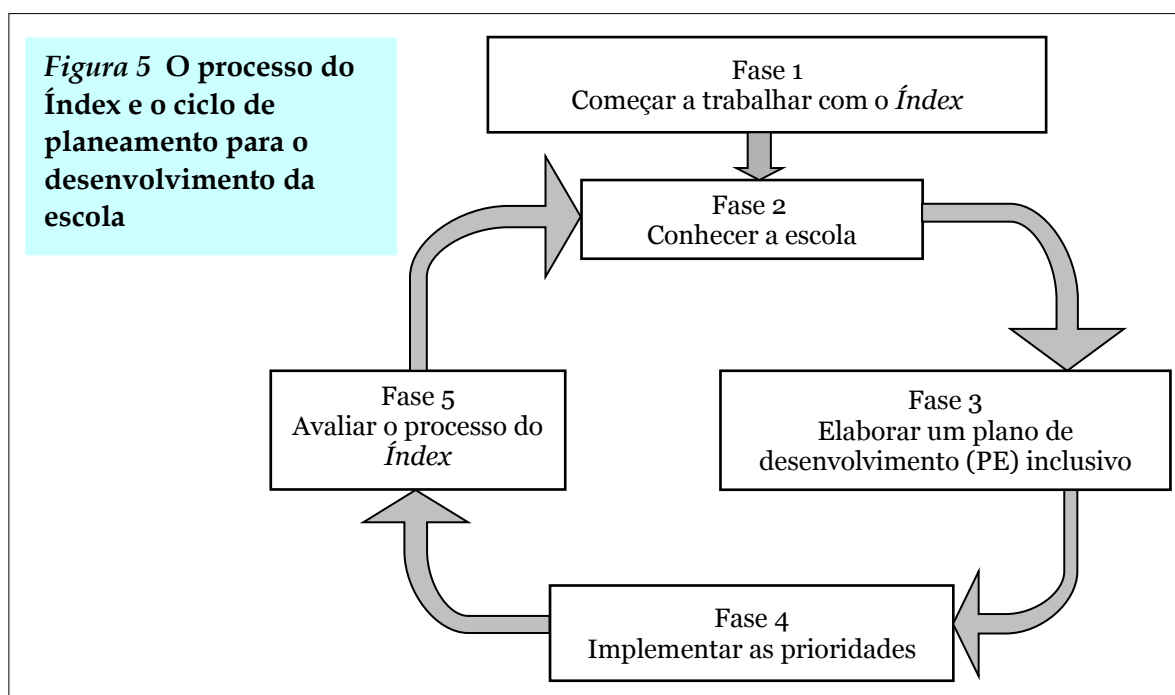 Figura 5 O processo do
Índex e o ciclo de
planeamento para o
desenvolvimento da
escola
Fase 1
Começar a trabalhar com o Índex
Fase 2
Conhecer a escola
Fase 3
Elaborar um plano de
desenvolvimento (PE) inclusivo
Fase 4
Implementar as prioridades
Fase 5
Avaliar o processo do
Índex